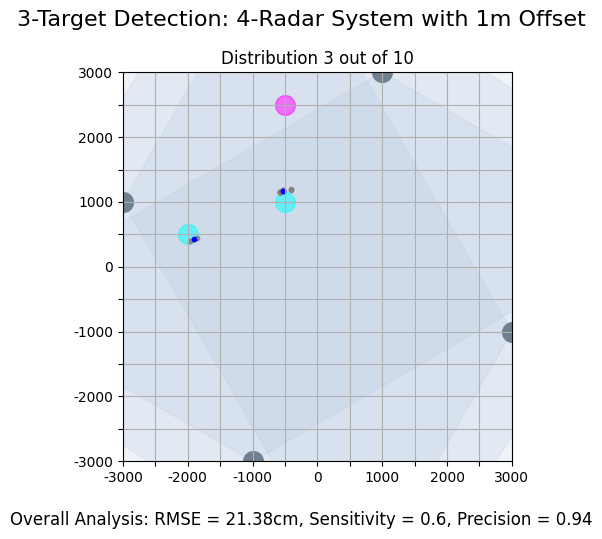 3-Target Detection: 4-Radar System with 1m Offset
Distribution 3 out of 10
3000
2000
1000
0
-1000
-2000
-3000
-3000 -2000 -1000 0 1000 2000 3000
Overall Analysis: RMSE = 21.38cm, Sensitivity = 0.6, Precision = 0.94